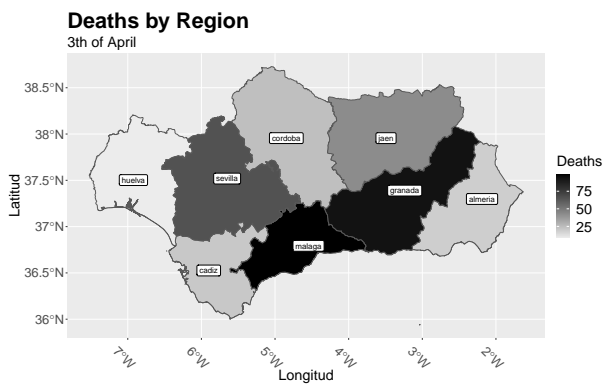 Deaths by Region
3th of April
38.5°N
38°N
37.5°N
37°N
36.5°N
36°N
Latitud
cordoba
jaen
huelva
sevilla
granada
almeria
malaga
cadiz
Deaths
75
50
25
7°W
6°W
5°W
4°W
3°W
2°W
Longitud